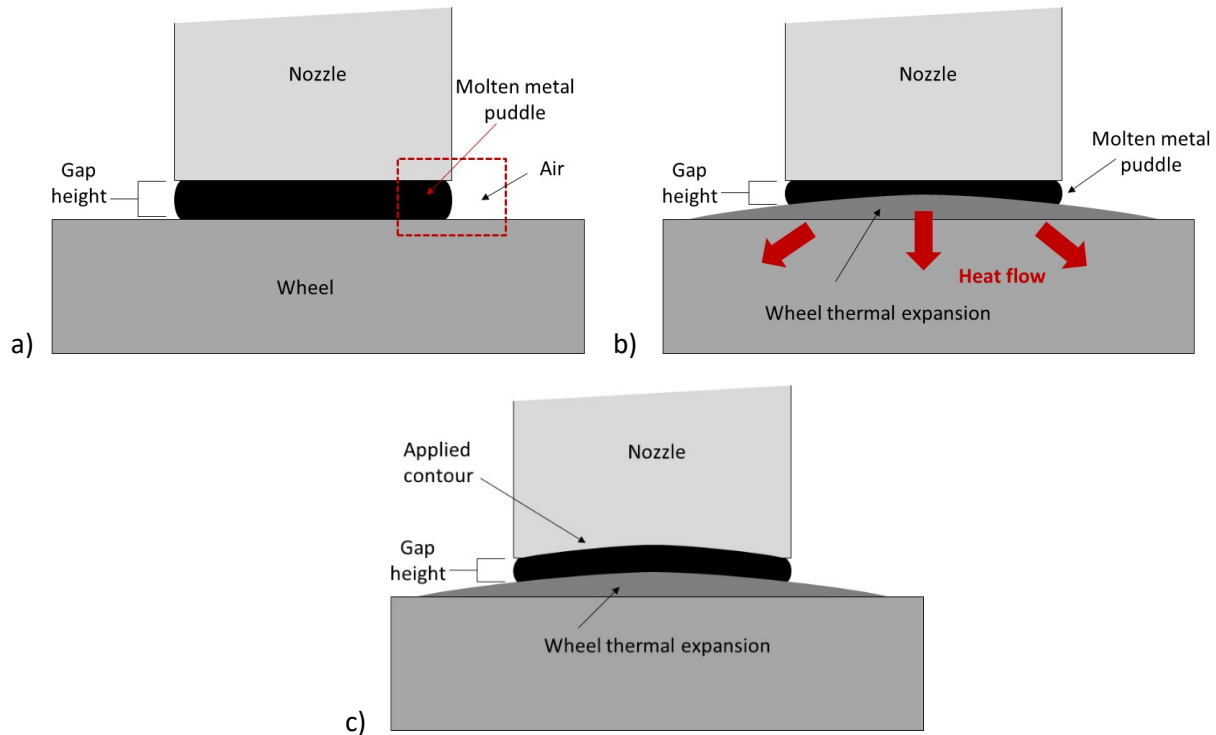 Nozzle
Molten metal
puddle
Gap
height
Air
Wheel
a)
Nozzle
Molten metal
puddle
Gap
height
Heat flow
Wheel thermal expansion
b)
Applied
contour
Nozzle
Gap
height
Wheel thermal expansion
c)